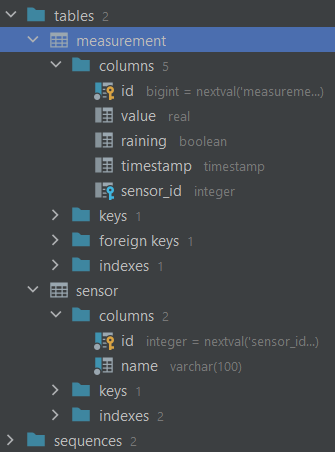 tables 2
measurement
columns 5
id bigint = nextval('measureme...)
value real
raining boolean
timestamp timestamp
sensor_id integer
keys 1
foreign keys 1
indexes 1
sensor
columns 2
id integer = nextval('sensor_id...)
name varchar(100)
keys 1
indexes 2
sequences 2